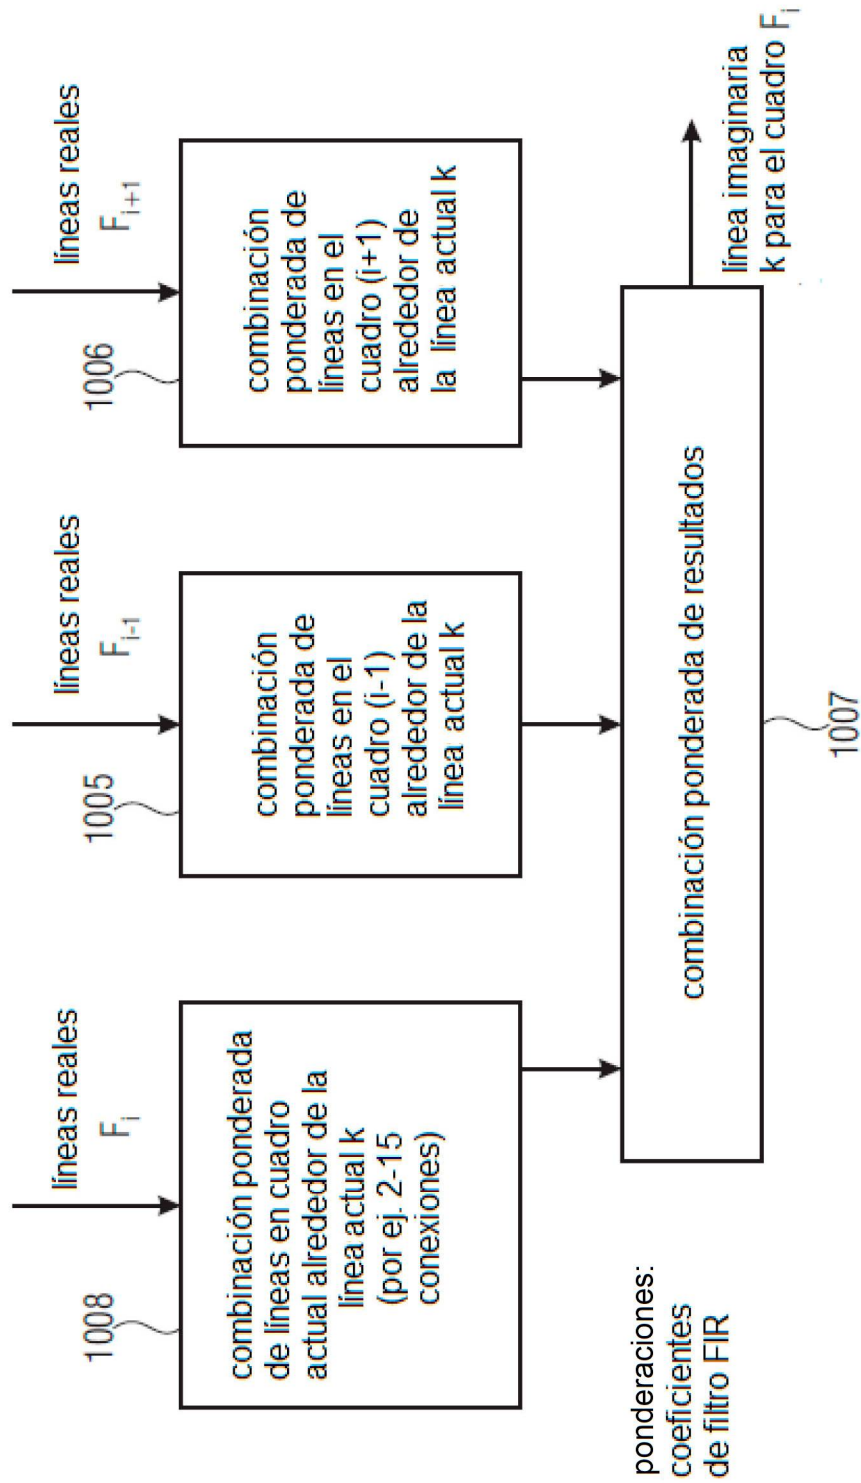 líneas reales
F_i
1008
combinación ponderada
de líneas en cuadro
actual alrededor de la
línea actual k
(por ej. 2-15
conexiones)
líneas reales
F_{i-1}
1005
combinación
ponderada de
líneas en el
cuadro (i-1)
alrededor de la
línea actual k
líneas reales
F_{i+1}
1006
combinación
ponderada de
líneas en el
cuadro (i+1)
alrededor de
la línea actual k
combinación ponderada de resultados
1007
línea imaginaria
k para el cuadro F_i
ponderaciones:
coeficientes
de filtro FIR